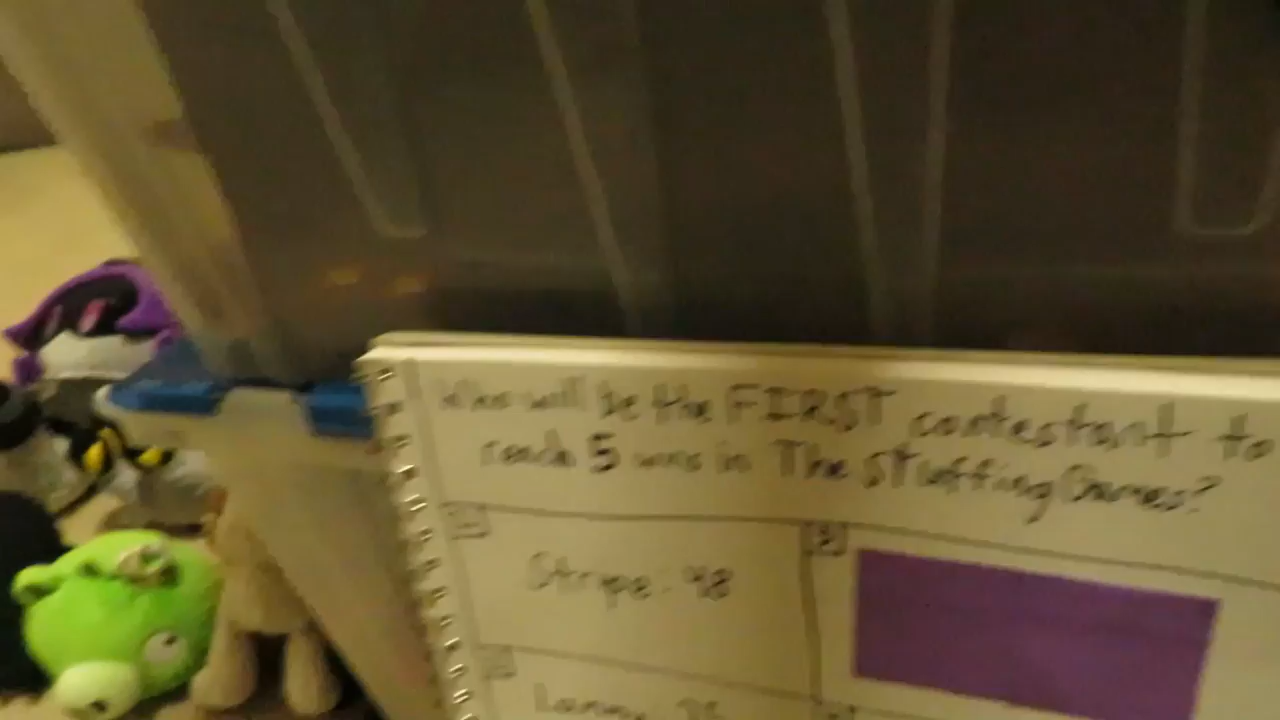 Who will be the FIRST contestant to
reach 5 wins in The Stuffing Games?
B
Stripe: 48